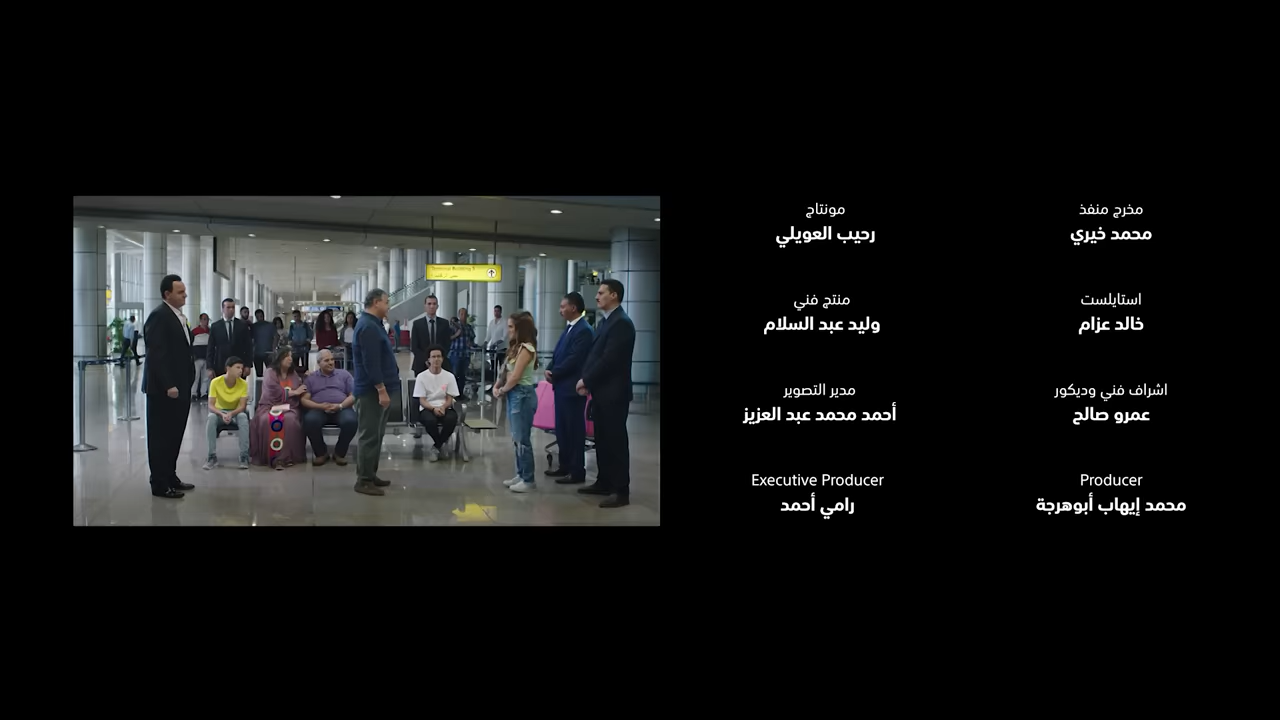 مخرج منفذ
محمد خيري
مونتاج
رحيب العويلي
استايلست
خالد عزام
منتج فني
وليد عبد السلام
اشراف فني وديكور
عمرو صالح
مدير التصوير
أحمد محمد عبد العزيز
Producer
محمد إيهاب أبوهرجة
Executive Producer
رامي أحمد